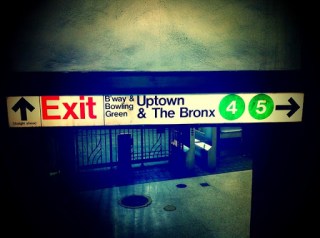 Exit
B'way &
Bowling
Green
Uptown
& The Bronx
4 5